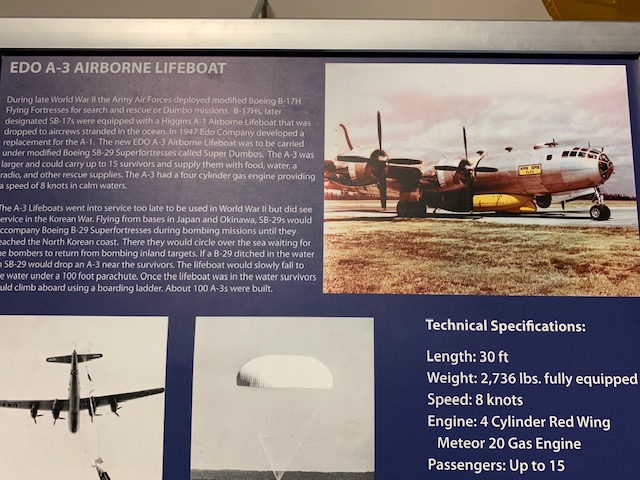 EDO A-3 AIRBORNE LIFEBOAT
During late World War II the Army Air Forces deployed modified Boeing B-17H
Flying Fortresses for search and rescue or Dumbo missions. B-17Hs, later
designated SB-17s were equipped with a Higgins A-1 Airborne Lifeboat that was
dropped to aircrews stranded in the ocean. In 1947 Edo Company developed a
replacement for the A-1. The new EDO A-3 Airborne Lifeboat was to be carried
under modified Boeing SB-29 Superfortresses called Super Dumbos. The A-3 was
larger and could carry up to 15 survivors and supply them with food, water, a
radio, and other rescue supplies. The A-3 had a four cylinder gas engine providing
a speed of 8 knots in calm waters.
The A-3 Lifeboats went into service too late to be used in World War II but did see
ervice in the Korean War. Flying from bases in Japan and Okinawa, SB-29s would
ccompany Boeing B-29 Superfortresses during bombing missions until they
eached the North Korean coast. There they would circle over the sea waiting for
e bombers to return from bombing inland targets. If a B-29 ditched in the water
SB-29 would drop an A-3 near the survivors. The lifeboat would slowly fall to
e water under a 100 foot parachute. Once the lifeboat was in the water survivors
uld climb aboard using a boarding ladder. About 100 A-3s were built.
Technical Specifications:
Length: 30 ft
Weight: 2,736 lbs. fully equipped
Speed: 8 knots
Engine: 4 Cylinder Red Wing
Meteor 20 Gas Engine
Passengers: Up to 15